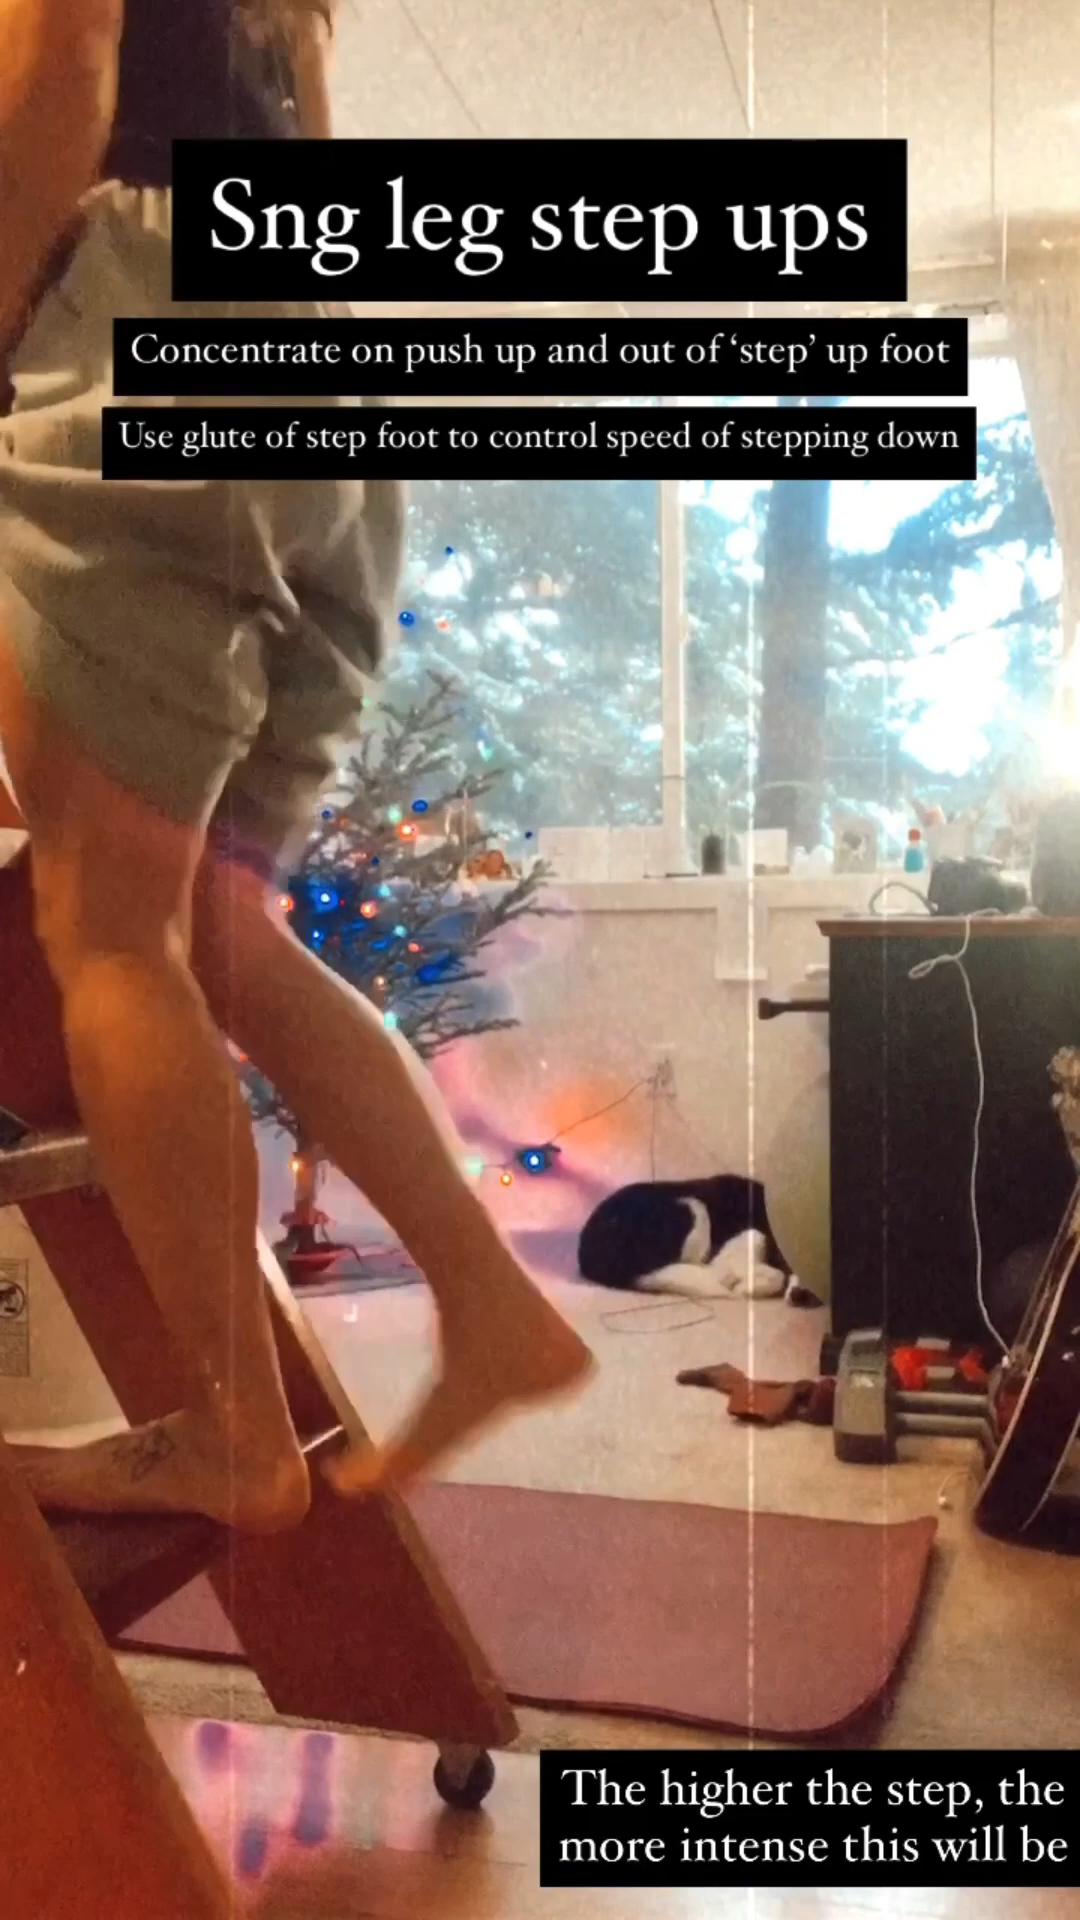 Sng leg step ups
Concentrate on push up and out of ‘step’ up foot
Use glute of step foot to control speed of stepping down
The higher the step, the
more intense this will be